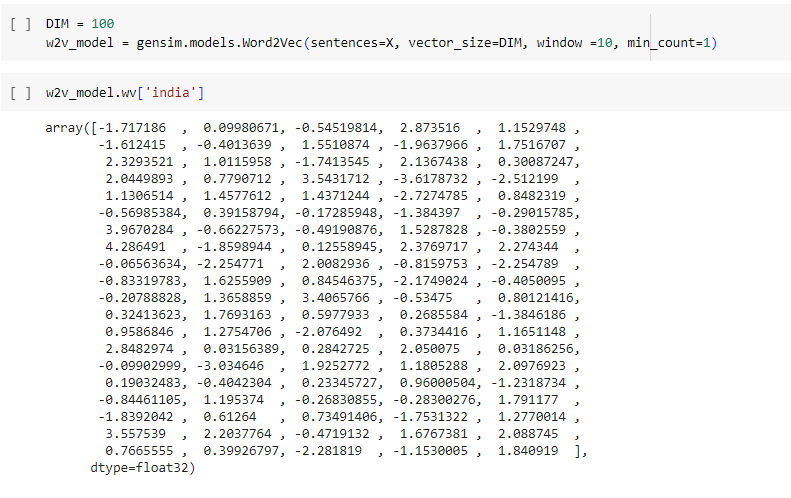 [ ] DIM = 100
w2v_model = gensim.models.Word2Vec(sentences=X, vector_size=DIM, window =10, min_count=1)
[ ] w2v_model.wv['india']
array([-1.717186  ,  0.09980671, -0.54519814,  2.873516  ,  1.1529748 ,
-1.612415  , -0.4013639 ,  1.5510874 , -1.9637966 ,  1.7516707 ,
2.3293521 ,  1.0115958 , -1.7413545 ,  2.1367438 ,  0.30087247,
2.0449893 ,  0.7790712 ,  3.5431712 , -3.6178732 , -2.512199  ,
1.1306514 ,  1.4577612 ,  1.4371244 , -2.7274785 ,  0.8482319 ,
-0.56985384,  0.39158794, -0.17285948, -1.384397  , -0.29015785,
3.9670284 , -0.66227573, -0.49190876,  1.5287828 , -0.3802559 ,
4.286491  , -1.8598944 ,  0.12558945,  2.3769717 ,  2.274344  ,
-0.06563634, -2.254771  ,  2.0082936 , -0.8159753 , -2.254789  ,
-0.83319783,  1.6255909 ,  0.84546375, -2.1749024 , -0.4050095 ,
-0.20788828,  1.3658859 ,  3.4065766 , -0.53475   ,  0.80121416,
0.32413623,  1.7693163 ,  0.5977933 ,  0.2685584 , -1.3846186 ,
0.9586846 ,  1.2754706 , -2.076492  ,  0.3734416 ,  1.1651148 ,
2.8482974 ,  0.03156389,  0.2842725 ,  2.050075  ,  0.03186256,
-0.09902999, -3.034646  ,  1.9252772 ,  1.1805288 ,  2.0976923 ,
0.19032483, -0.4042304 ,  0.23345727,  0.96000504, -1.2318734 ,
-0.84461105,  1.195374  , -0.26830855, -0.28300276,  1.791177  ,
-1.8392042 ,  0.61264   ,  0.73491406, -1.7531322 ,  1.2770014 ,
3.557539  ,  2.2037764 , -0.4719132 ,  1.6767381 ,  2.088745  ,
0.7665555 ,  0.39926797, -2.281819  , -1.1530005 ,  1.840919  ],
dtype=float32)